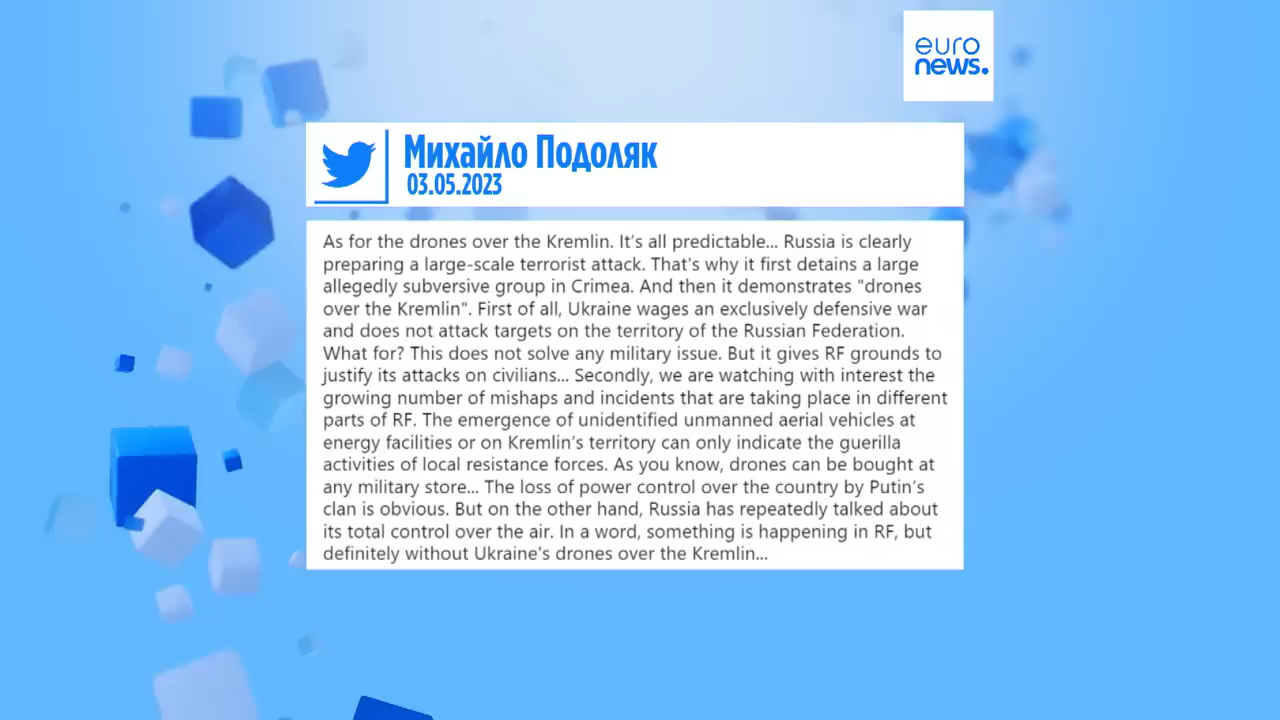 euro
news.
Михайло Подоляк
03.05.2023
As for the drones over the Kremlin. It's all predictable... Russia is clearly
preparing a large-scale terrorist attack. That's why it first detains a large
allegedly subversive group in Crimea. And then it demonstrates "drones
over the Kremlin". First of all, Ukraine wages an exclusively defensive war
and does not attack targets on the territory of the Russian Federation.
What for? This does not solve any military issue. But it gives RF grounds to
justify its attacks on civilians... Secondly, we are watching with interest the
growing number of mishaps and incidents that are taking place in different
parts of RF. The emergence of unidentified unmanned aerial vehicles at
energy facilities or on Kremlin's territory can only indicate the guerilla
activities of local resistance forces. As you know, drones can be bought at
any military store... The loss of power control over the country by Putin's
clan is obvious. But on the other hand, Russia has repeatedly talked about
its total control over the air. In a word, something is happening in RF, but
definitely without Ukraine's drones over the Kremlin...